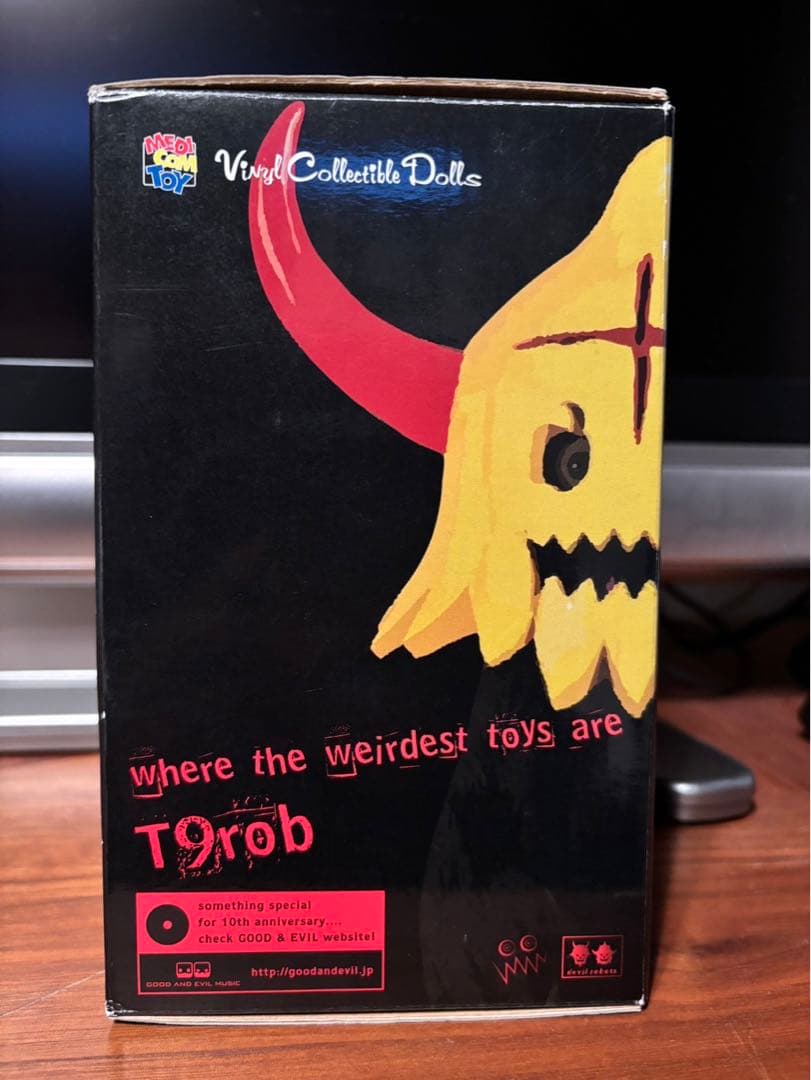 MEDI
COM
TOY
Vinyl Collectible Dolls
where the weirdest toys are
T9rob
something special
for 10th anniversary....
check GOOD & EVIL website!
GOOD AND EVIL MUSIC
http://goodandevil.jp
devil robots